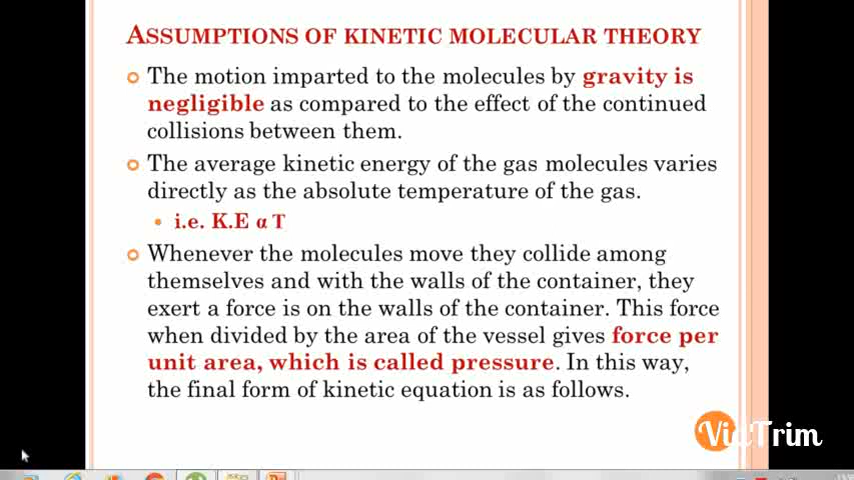 ASSUMPTIONS OF KINETIC MOLECULAR THEORY
The motion imparted to the molecules by gravity is
negligible as compared to the effect of the continued
collisions between them.
The average kinetic energy of the gas molecules varies
directly as the absolute temperature of the gas.
i.e. K.E α T
Whenever the molecules move they collide among
themselves and with the walls of the container, they
exert a force is on the walls of the container. This force
when divided by the area of the vessel gives force per
unit area, which is called pressure. In this way,
the final form of kinetic equation is as follows.
VidTrim